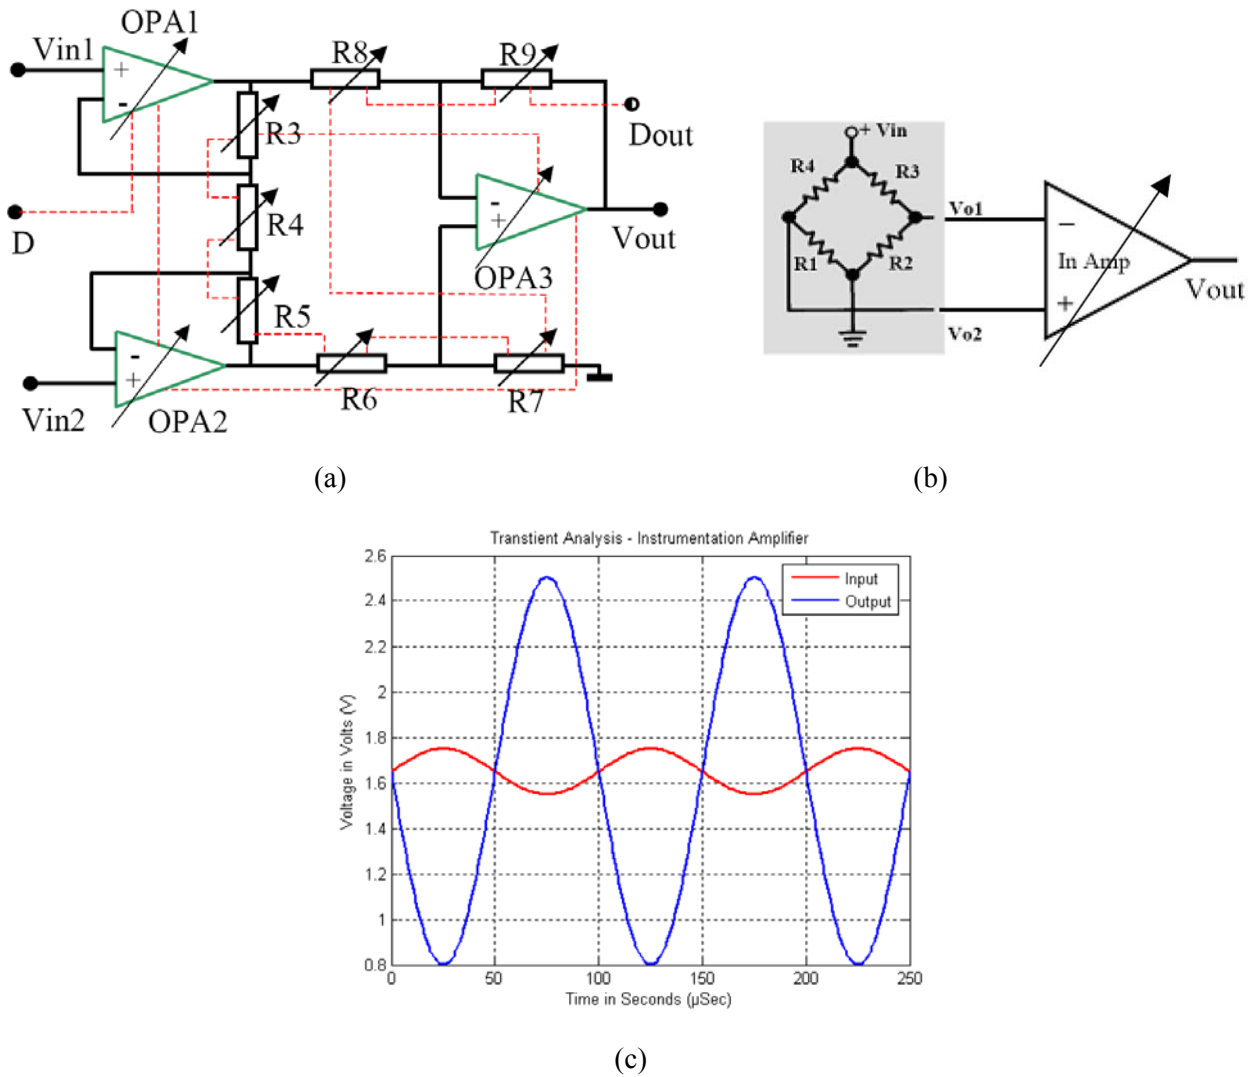 OPA1
Vin1
+
-
R3
R4
R5
D
R8
R9
Dout
-
+
OPA3
Vout
-
+
Vin2
OPA2
R6
R7
(a)
+ Vin
R4
R3
R1
R2
Vo1
Vo2
−
In Amp
+
Vout
(b)
Transtient Analysis - Instrumentation Amplifier
Input
Output
Voltage in Volts (V)
2.6
2.4
2.2
2
1.8
1.6
1.4
1.2
1
0.8
0
50
100
150
200
250
Time in Seconds (µSec)
(c)